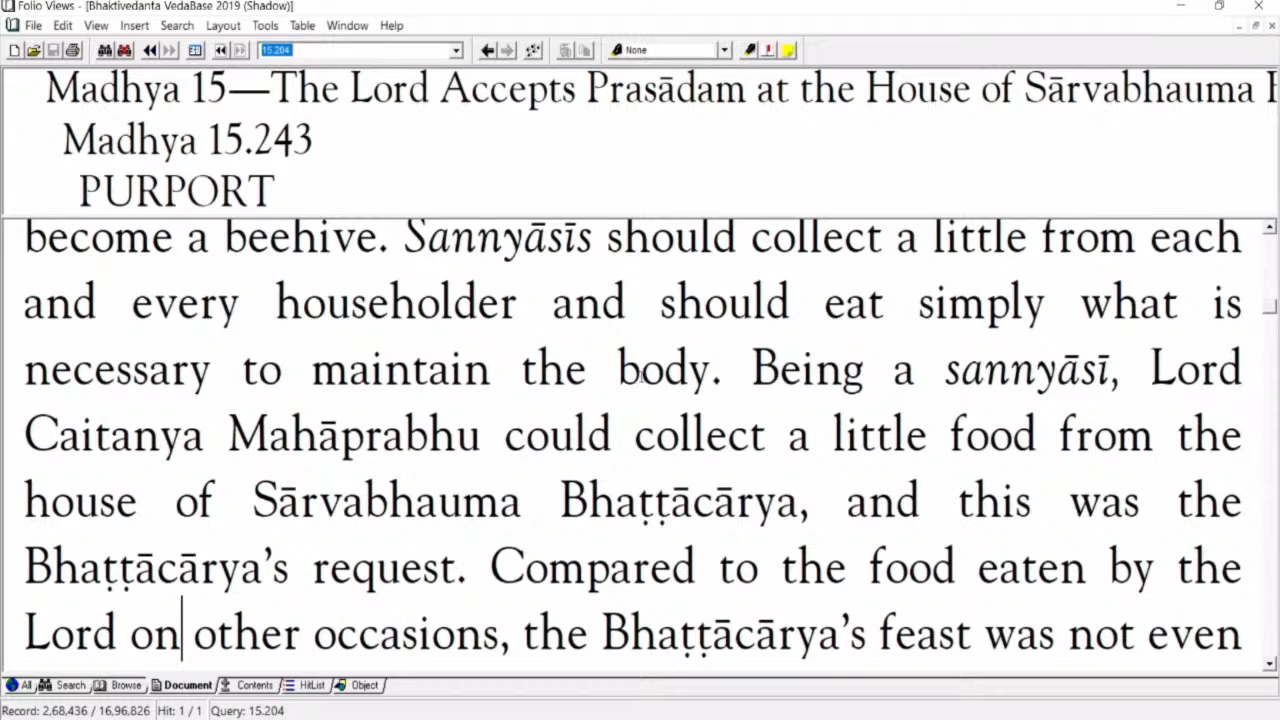 Folio Views - [Bhaktivedanta VedaBase 2019 (Shadow)]
File Edit View Insert Search Layout Tools Table Window Help
15.204 None
Madhya 15—The Lord Accepts Prasādam at the House of Sārvabhauma
Madhya 15.243
PURPORT
become a beehive. Sannyāsīs should collect a little from each
and every householder and should eat simply what is
necessary to maintain the body. Being a sannyāsī, Lord
Caitanya Mahāprabhu could collect a little food from the
house of Sārvabhauma Bhaṭṭācārya, and this was the
Bhaṭṭācārya’s request. Compared to the food eaten by the
Lord on other occasions, the Bhaṭṭācārya’s feast was not even
All Search Browse Document Contents HitList Object
Record: 2,68,436 / 16,96,826 Hit: 1 / 1 Query: 15.204